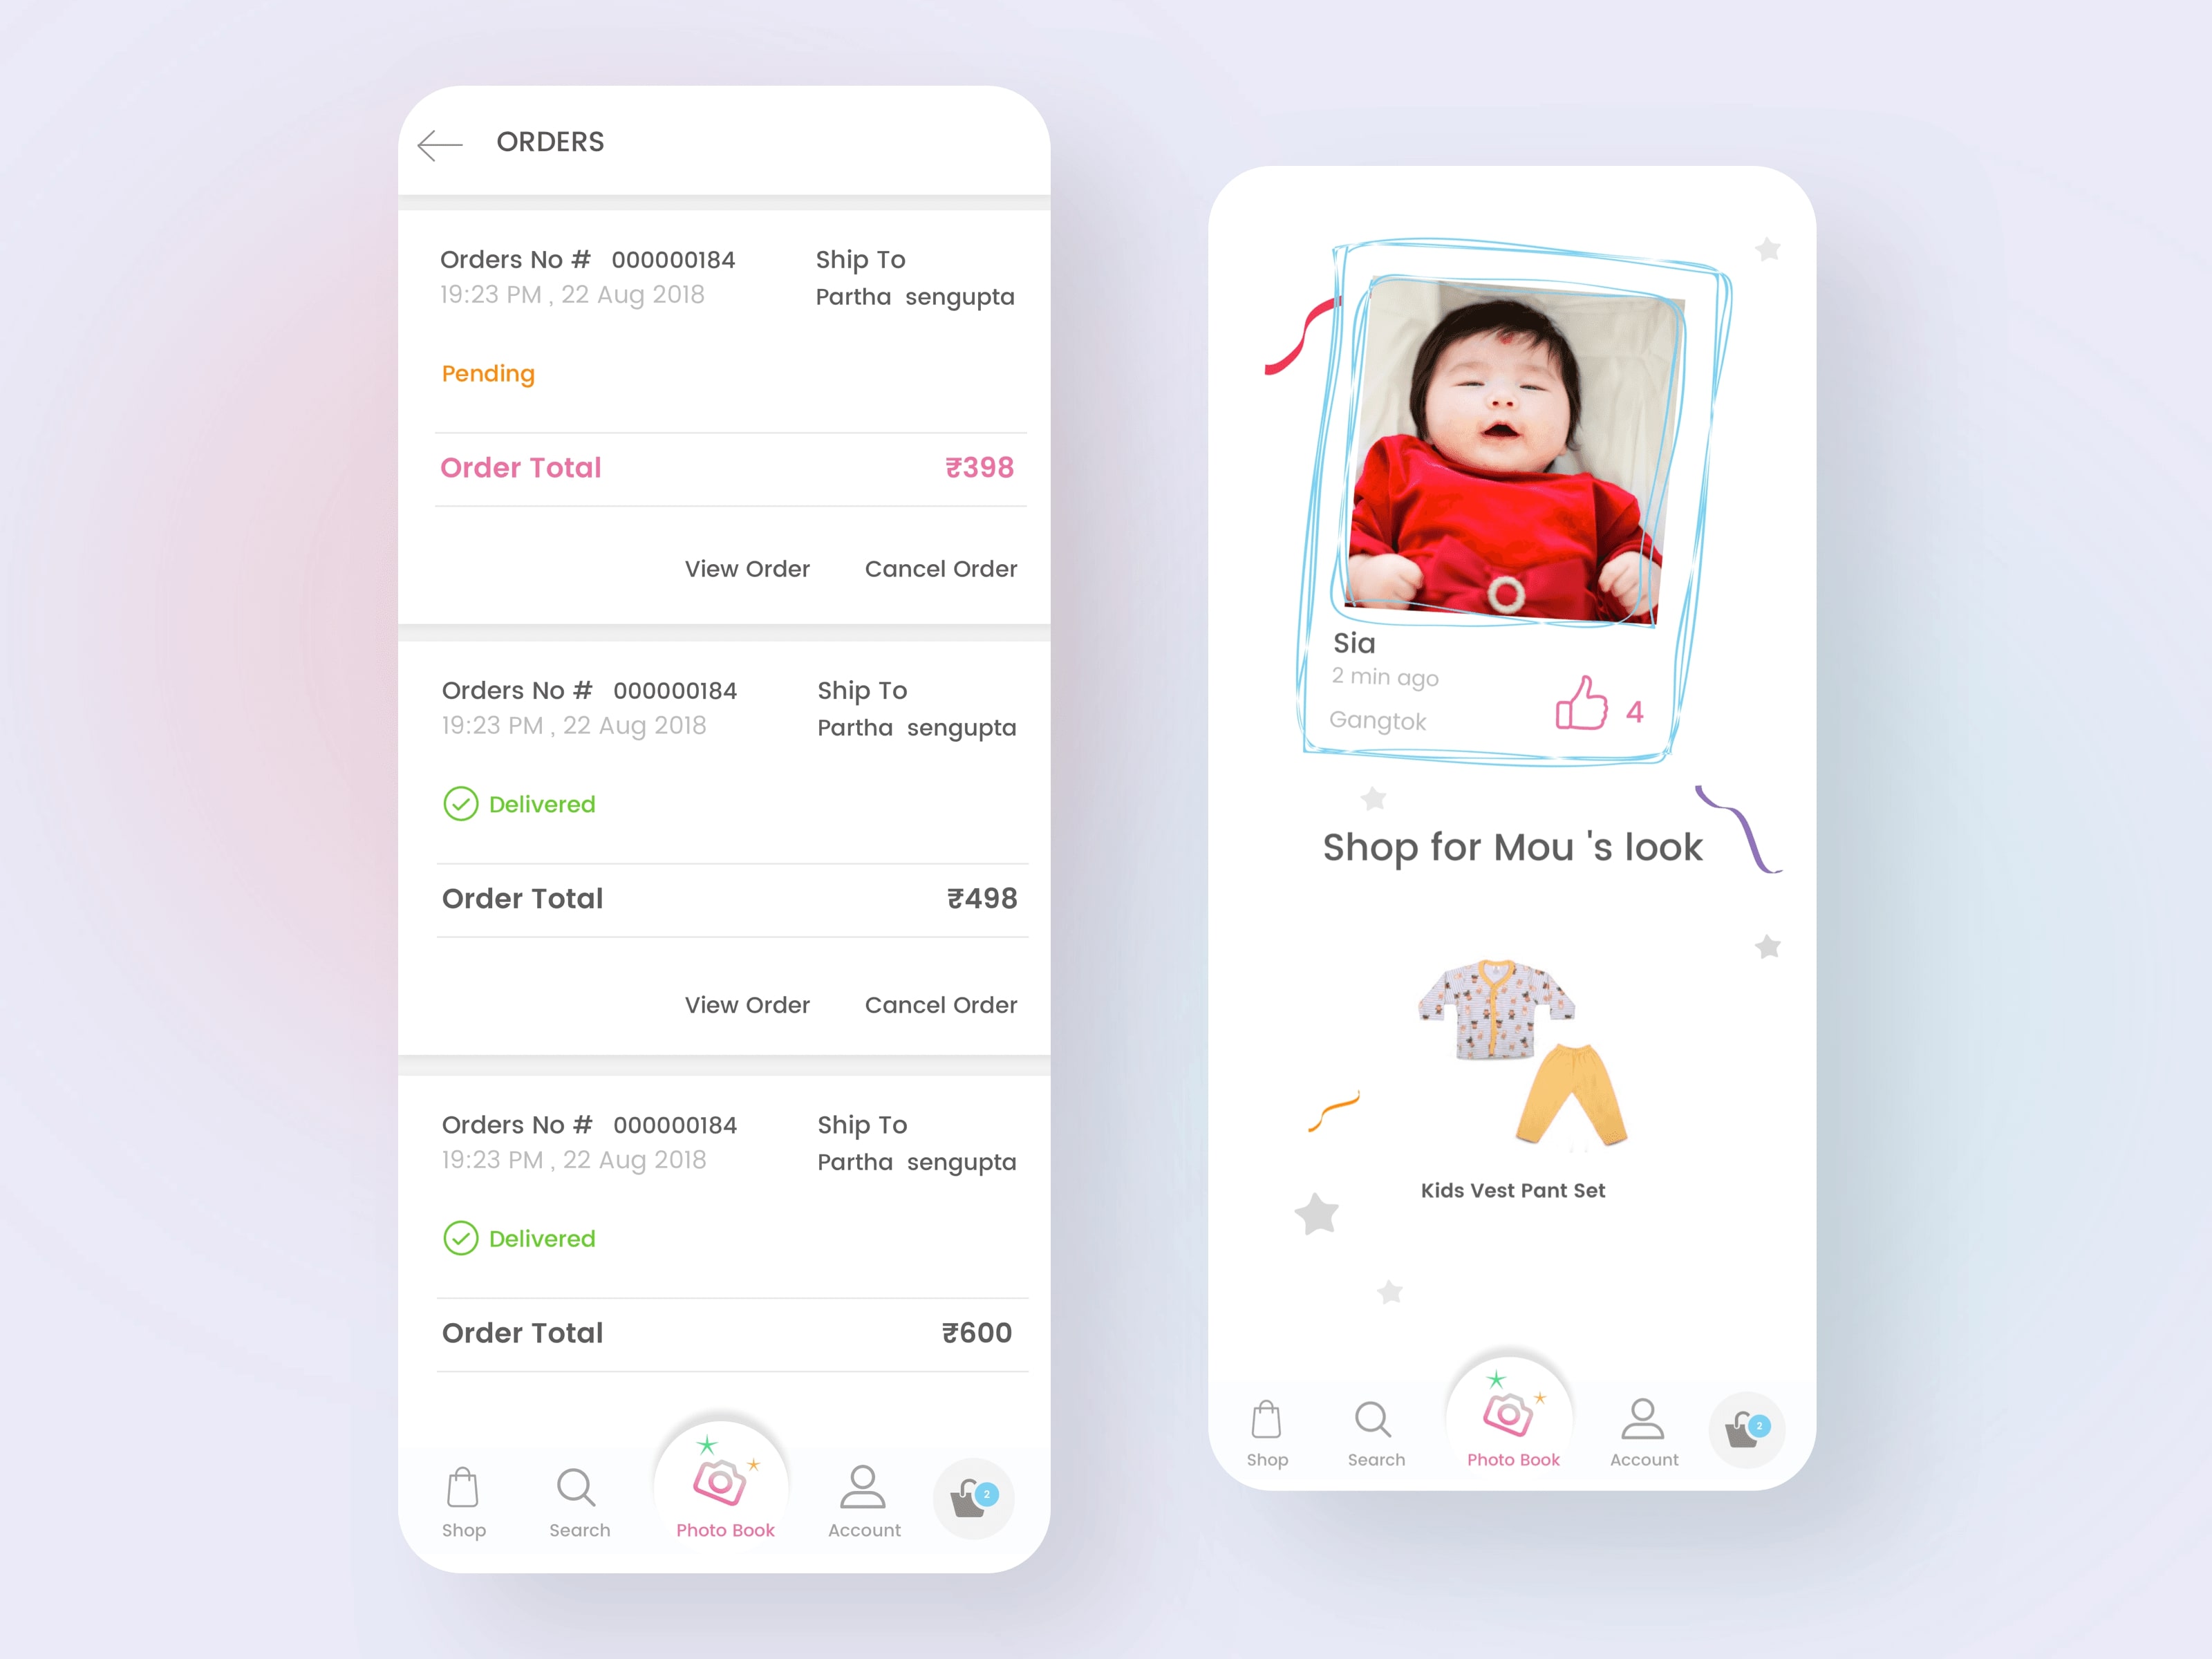 ORDERS
Orders No # 000000184
Ship To
19:23 PM , 22 Aug 2018
Partha sengupta
Pending
Order Total ₹398
View Order Cancel Order
Orders No # 000000184
Ship To
19:23 PM , 22 Aug 2018
Partha sengupta
Delivered
Order Total ₹498
View Order Cancel Order
Orders No # 000000184
Ship To
19:23 PM , 22 Aug 2018
Partha sengupta
Delivered
Order Total ₹600
2
Shop Search Photo Book Account
Sia
2 min ago
4
Gangtok
Shop for Mou 's look
Kids Vest Pant Set
2
Shop Search Photo Book Account